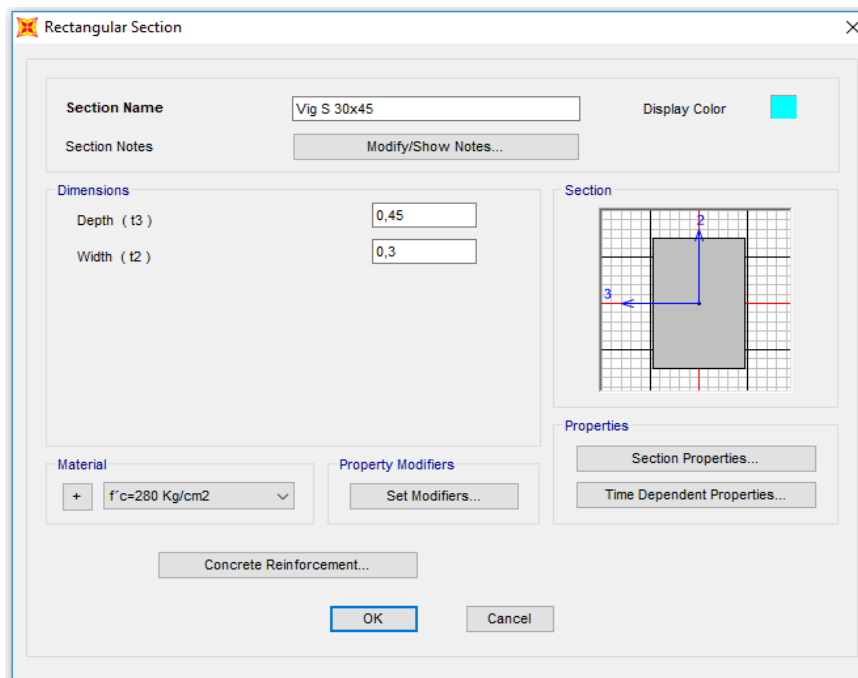 Rectangular Section
Section Name
Vig S 30x45
Display Color
Section Notes
Modify/Show Notes...
Dimensions
Depth ( t3 )
0,45
Width ( t2 )
0,3
Section
2
3
Properties
Section Properties...
Time Dependent Properties...
Material
+
f´c=280 Kg/cm2
Property Modifiers
Set Modifiers...
Concrete Reinforcement...
OK
Cancel